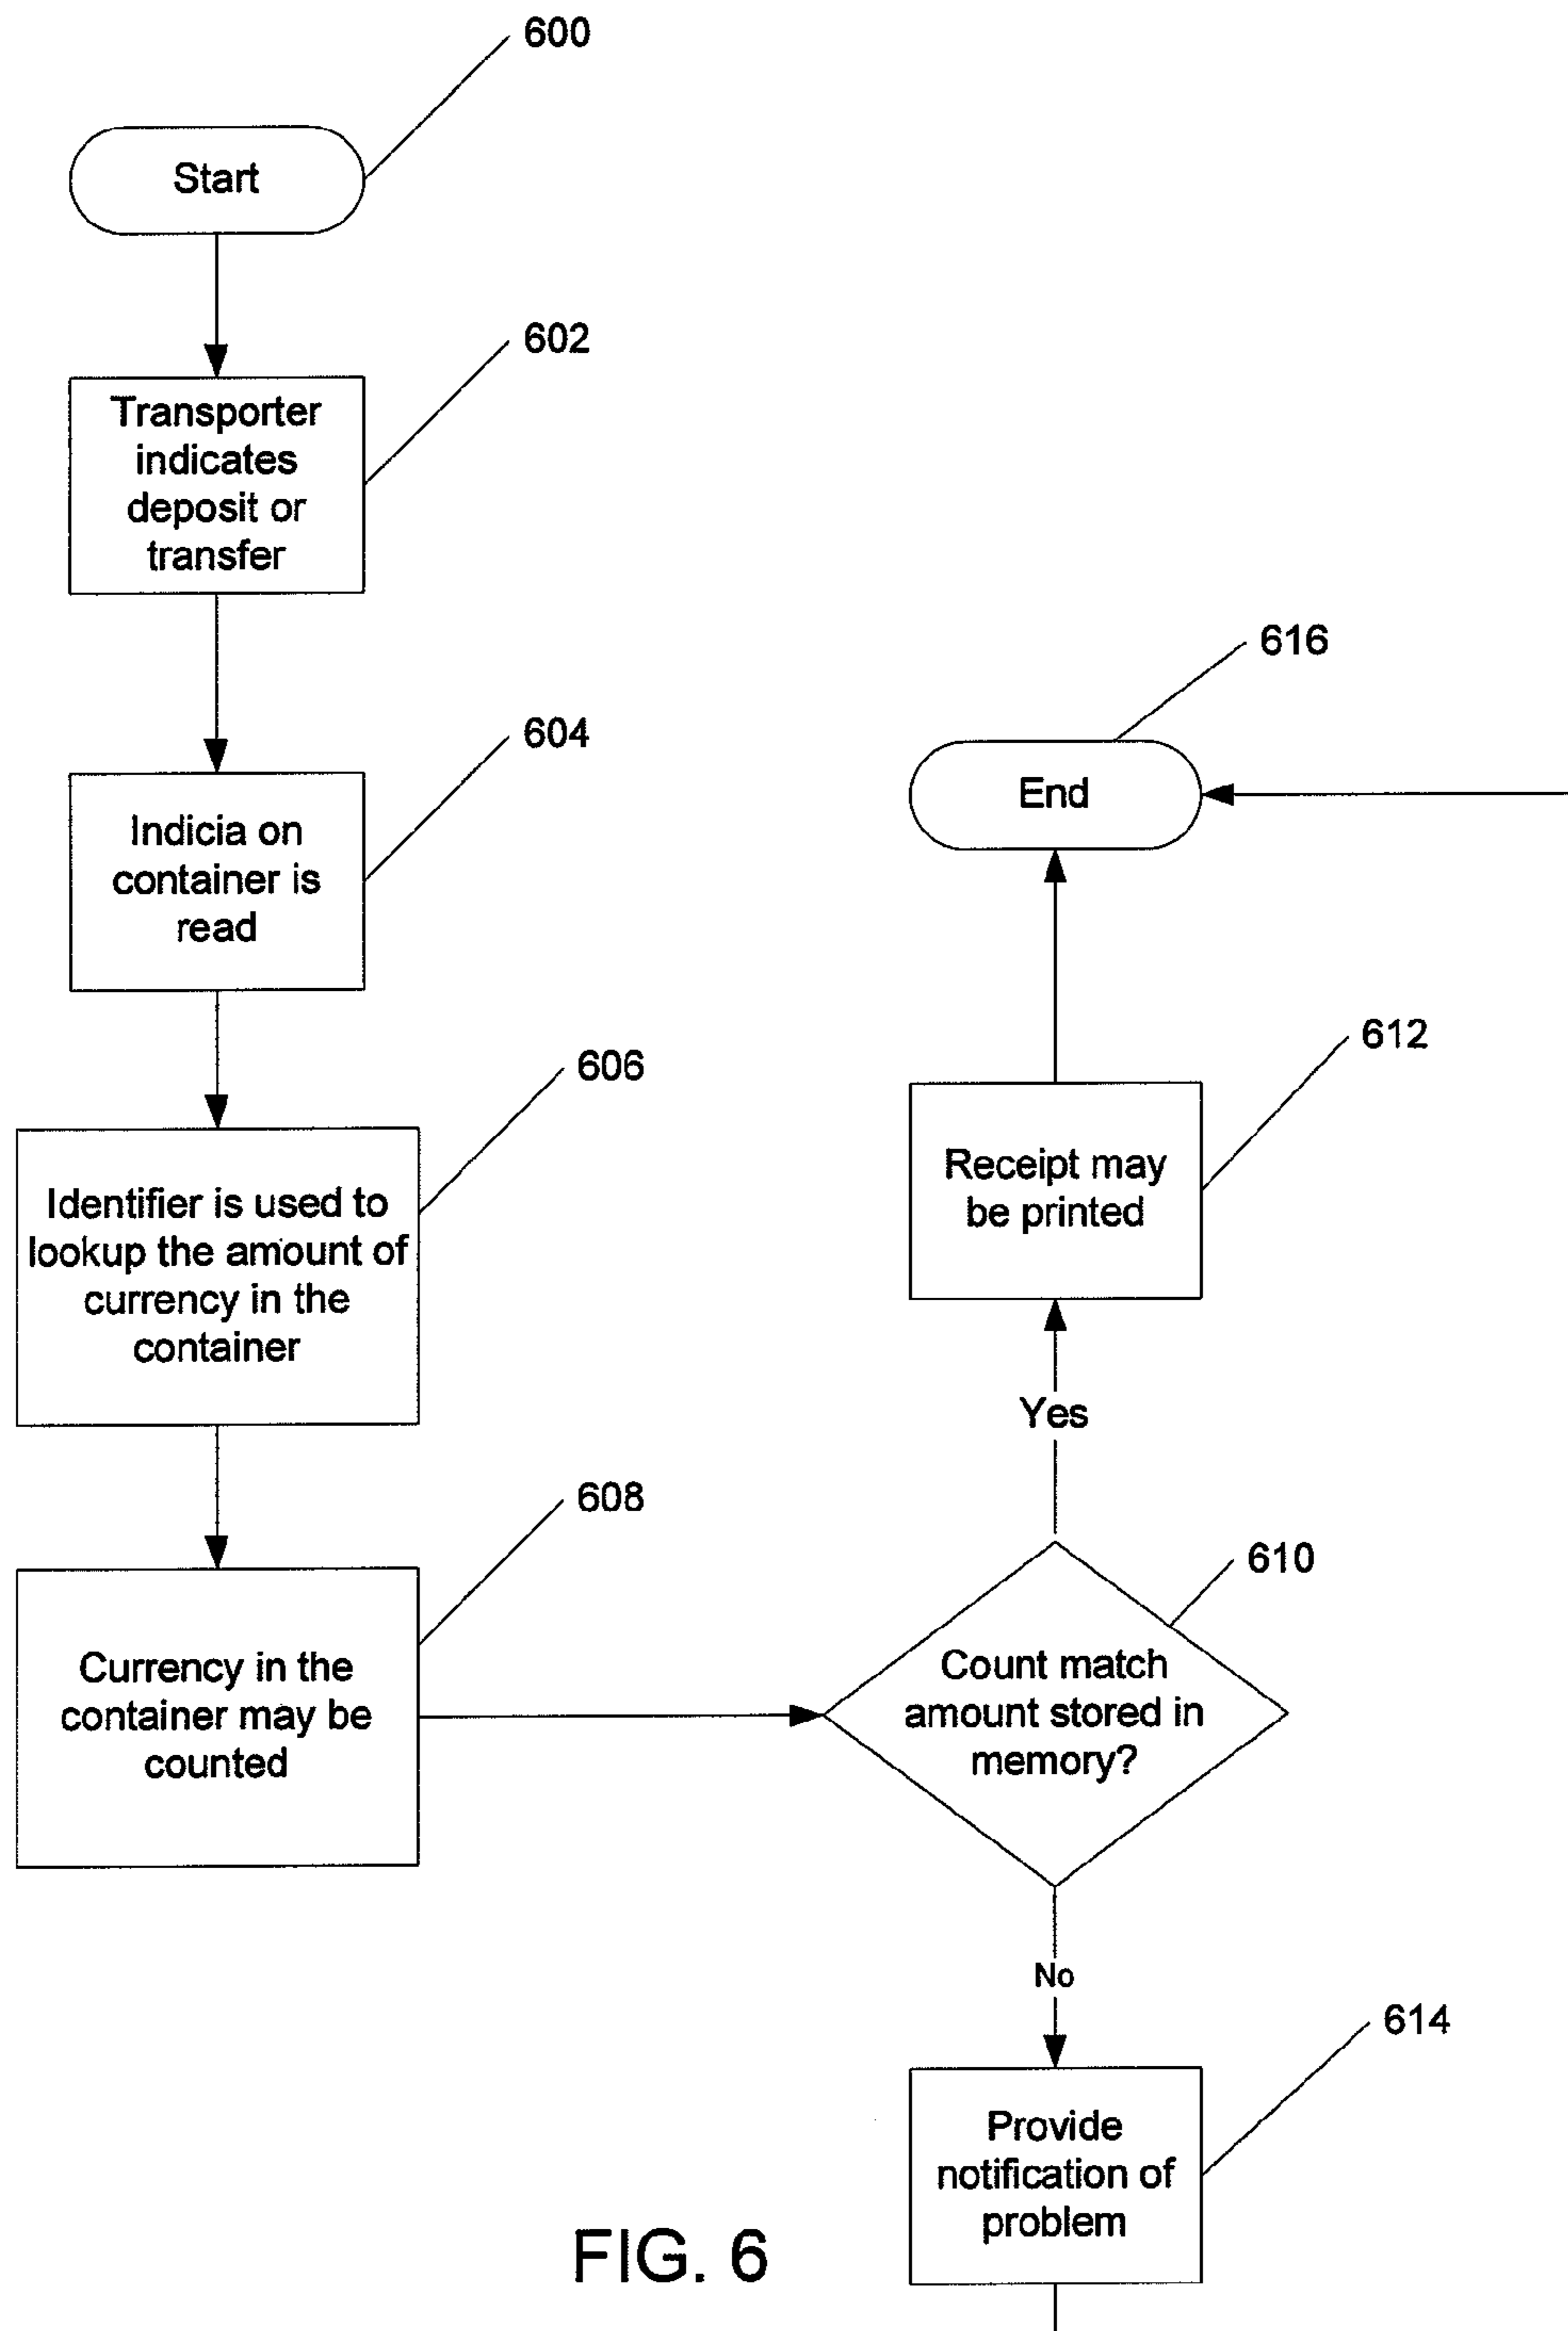 600
Start
602
Transporter
indicates
deposit or
transfer
604
Indicia on
container is
read
606
Identifier is used to
lookup the amount of
currency in the
container
608
Currency in the
container may be
counted
610
Count match
amount stored in
memory?
Yes
612
Receipt may
be printed
616
End
No
614
Provide
notification of
problem
FIG. 6